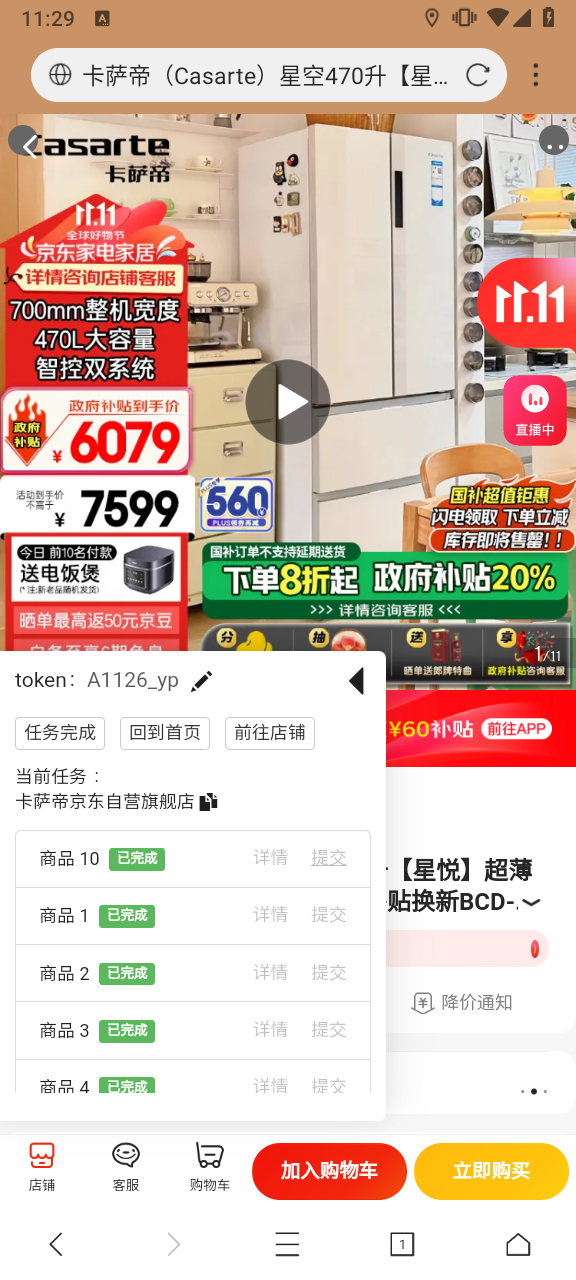 11:29
A
卡萨帝（Casarte）星空470升【星…
Casarte
卡萨帝
11.11
全球好物节
京东家电家居
详情咨询店铺客服
700mm整机宽度
470L大容量
智控双系统
政府补贴到手价
政府补贴
¥6079
活动到手价
不高于
¥7599
560
PLUS领券再减
今日 前10名付款
送电饭煲
(*注:新老品随机发货)
晒单最高返50元京豆
白条至高6期免息
11.11
直播中
国补超值钜惠
闪电领取 下单立减
库存即将售罄!!
国补订单不支持延期送货
下单8折起 政府补贴20%
>>> 详情咨询客服 <<<
分
抽
送
享
晒单送郎牌特曲
政府补贴咨询客服
1/11
¥60补贴
前往APP
token：A1126_yp
任务完成
回到首页
前往店铺
当前任务：
卡萨帝京东自营旗舰店
商品 10 已完成 详情 提交
商品 1 已完成 详情 提交
商品 2 已完成 详情 提交
商品 3 已完成 详情 提交
商品 4 已完成 详情 提交
【星悦】超薄
贴换新BCD-.
降价通知
店铺
客服
购物车
加入购物车
立即购买
1